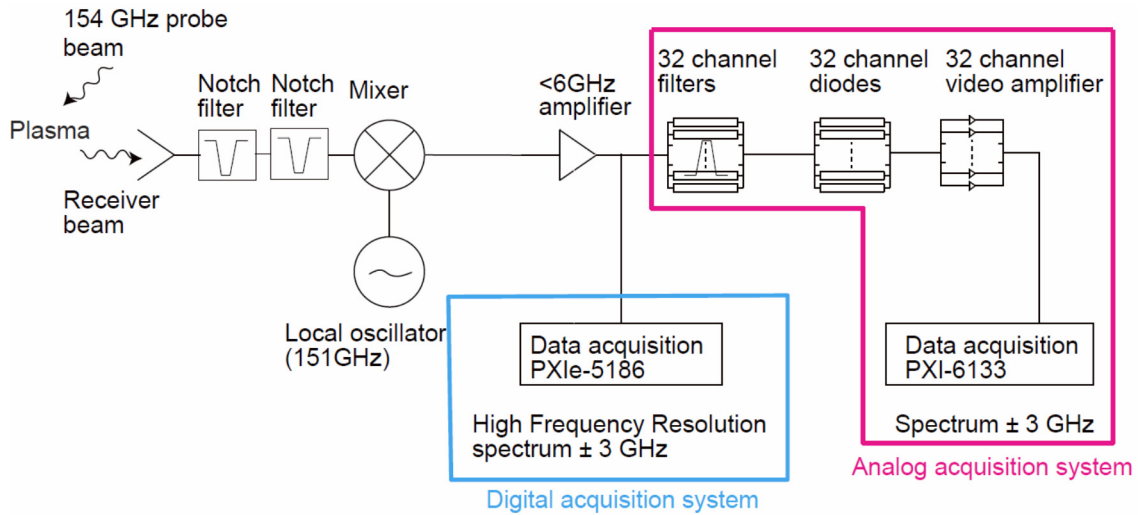 154 GHz probe
beam
Notch
filter
Notch
filter
Mixer
<6GHz
amplifier
32 channel
filters
32 channel
diodes
32 channel
video amplifier
Plasma
Receiver
beam
Local oscillator
(151GHz)
Data acquisition
PXIe-5186
High Frequency Resolution
spectrum ± 3 GHz
Digital acquisition system
Data acquisition
PXI-6133
Spectrum ± 3 GHz
Analog acquisition system